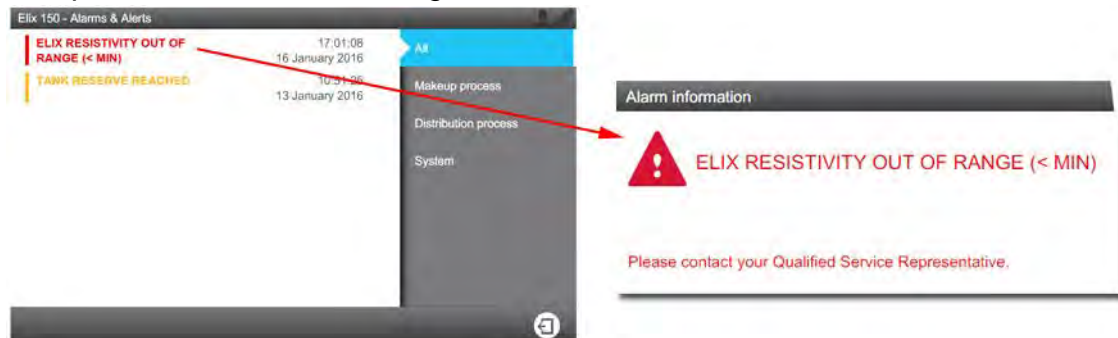 Elix 150 - Alarms & Alerts
ELIX RESISTIVITY OUT OF
RANGE (< MIN)
17:01:08
16 January 2016
TANK RESERVE REACHED
13 January 2016
All
Makeup process
Distribution process
System
Alarm information
ELIX RESISTIVITY OUT OF RANGE (< MIN)
Please contact your Qualified Service Representative.